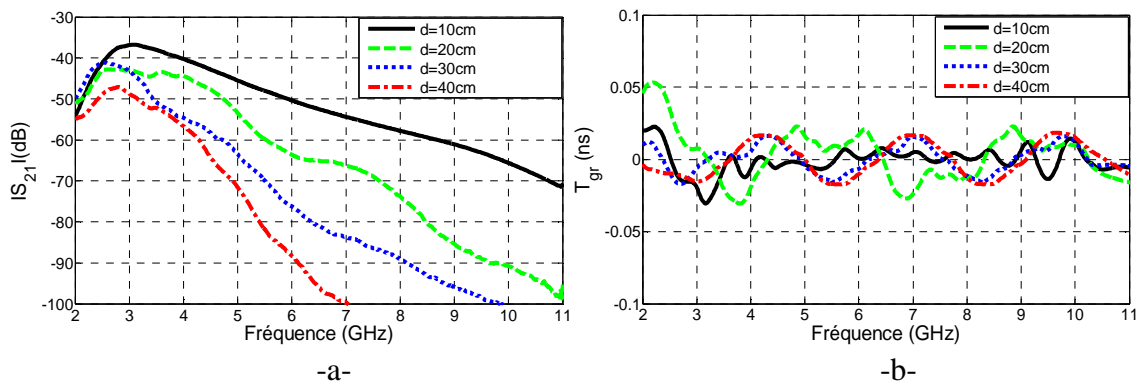 -30
-40
-50
-60
-70
-80
-90
-100
2 3 4 5 6 7 8 9 10 11
Fréquence (GHz)
IS21I(dB)
d=10cm
d=20cm
d=30cm
d=40cm
-a-
0.1
0.05
0
-0.05
-0.1
2 3 4 5 6 7 8 9 10 11
Fréquence (GHz)
Tgr (ns)
d=10cm
d=20cm
d=30cm
d=40cm
-b-